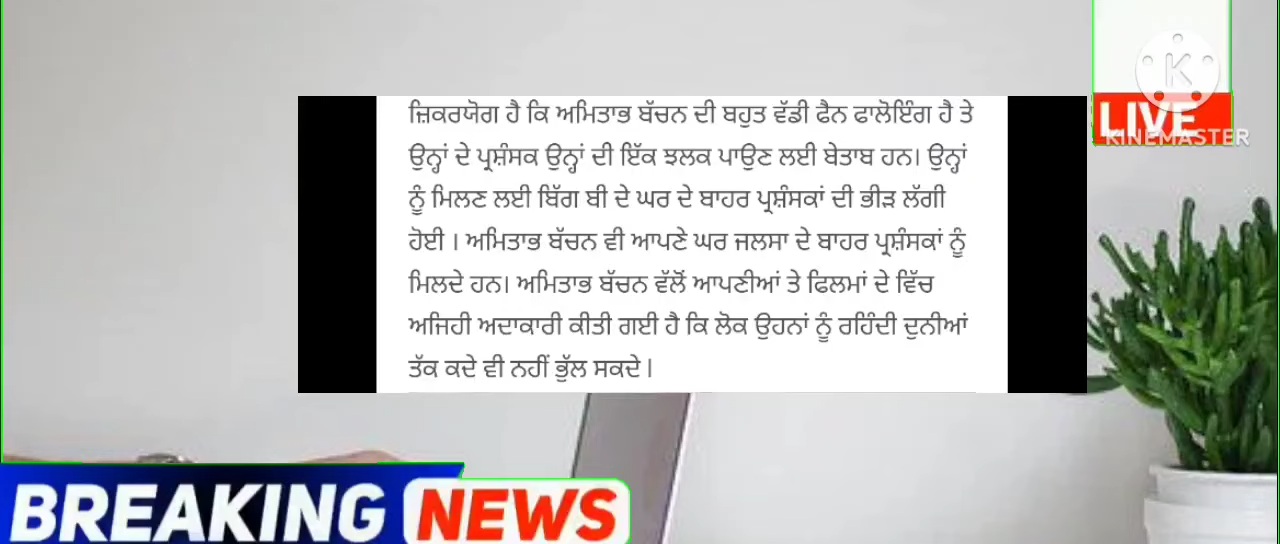 ਜ਼ਿਕਰਯੋਗ ਹੈ ਕਿ ਅਮਿਤਾਭ ਬੱਚਨ ਦੀ ਬਹੁਤ ਵੱਡੀ ਫੈਨ ਫਾਲੋਇੰਗ ਹੈ ਤੇ
ਉਨ੍ਹਾਂ ਦੇ ਪ੍ਰਸ਼ੰਸਕ ਉਨ੍ਹਾਂ ਦੀ ਇੱਕ ਝਲਕ ਪਾਉਣ ਲਈ ਬੇਤਾਬ ਹਨ। ਉਨ੍ਹਾਂ
ਨੂੰ ਮਿਲਣ ਲਈ ਬਿੱਗ ਬੀ ਦੇ ਘਰ ਦੇ ਬਾਹਰ ਪ੍ਰਸ਼ੰਸਕਾਂ ਦੀ ਭੀੜ ਲੱਗੀ
ਹੋਈ । ਅਮਿਤਾਭ ਬੱਚਨ ਵੀ ਆਪਣੇ ਘਰ ਜਲਸਾ ਦੇ ਬਾਹਰ ਪ੍ਰਸ਼ੰਸਕਾਂ ਨੂੰ
ਮਿਲਦੇ ਹਨ। ਅਮਿਤਾਭ ਬੱਚਨ ਵੱਲੋਂ ਆਪਣੀਆਂ ਤੇ ਫਿਲਮਾਂ ਦੇ ਵਿੱਚ
ਅਜਿਹੀ ਅਦਾਕਾਰੀ ਕੀਤੀ ਗਈ ਹੈ ਕਿ ਲੋਕ ਉਹਨਾਂ ਨੂੰ ਰਹਿੰਦੀ ਦੁਨੀਆਂ
ਤੱਕ ਕਦੇ ਵੀ ਨਹੀਂ ਭੁੱਲ ਸਕਦੇ |
K
LIVE
KINEMASTER
BREAKING NEWS